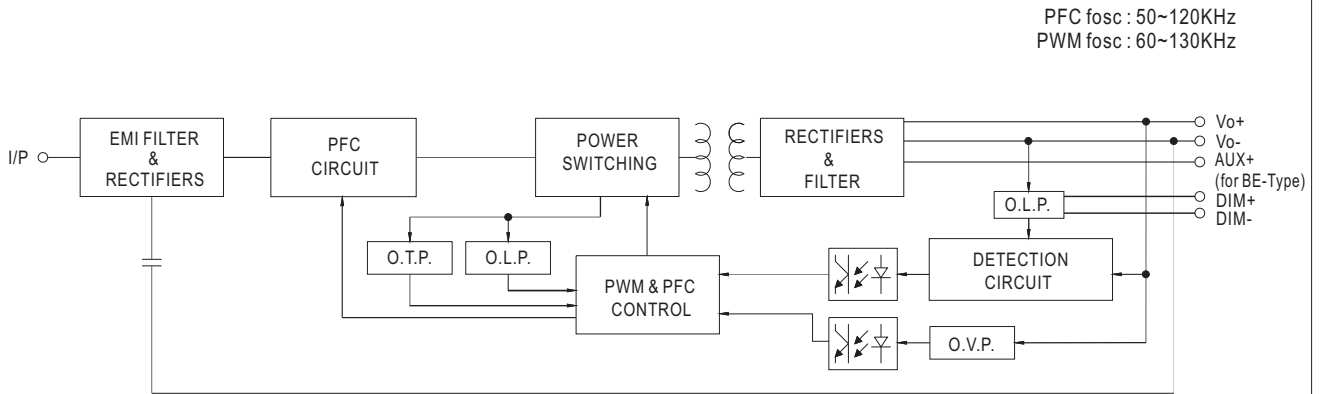 PFC fosc : 50~120KHz
PWM fosc : 60~130KHz
I/P
EMI FILTER
&
RECTIFIERS
PFC
CIRCUIT
POWER
SWITCHING
RECTIFIERS
&
FILTER
Vo+
Vo-
AUX+
(for BE-Type)
DIM+
DIM-
O.L.P.
O.T.P.
O.L.P.
PWM & PFC
CONTROL
DETECTION
CIRCUIT
O.V.P.